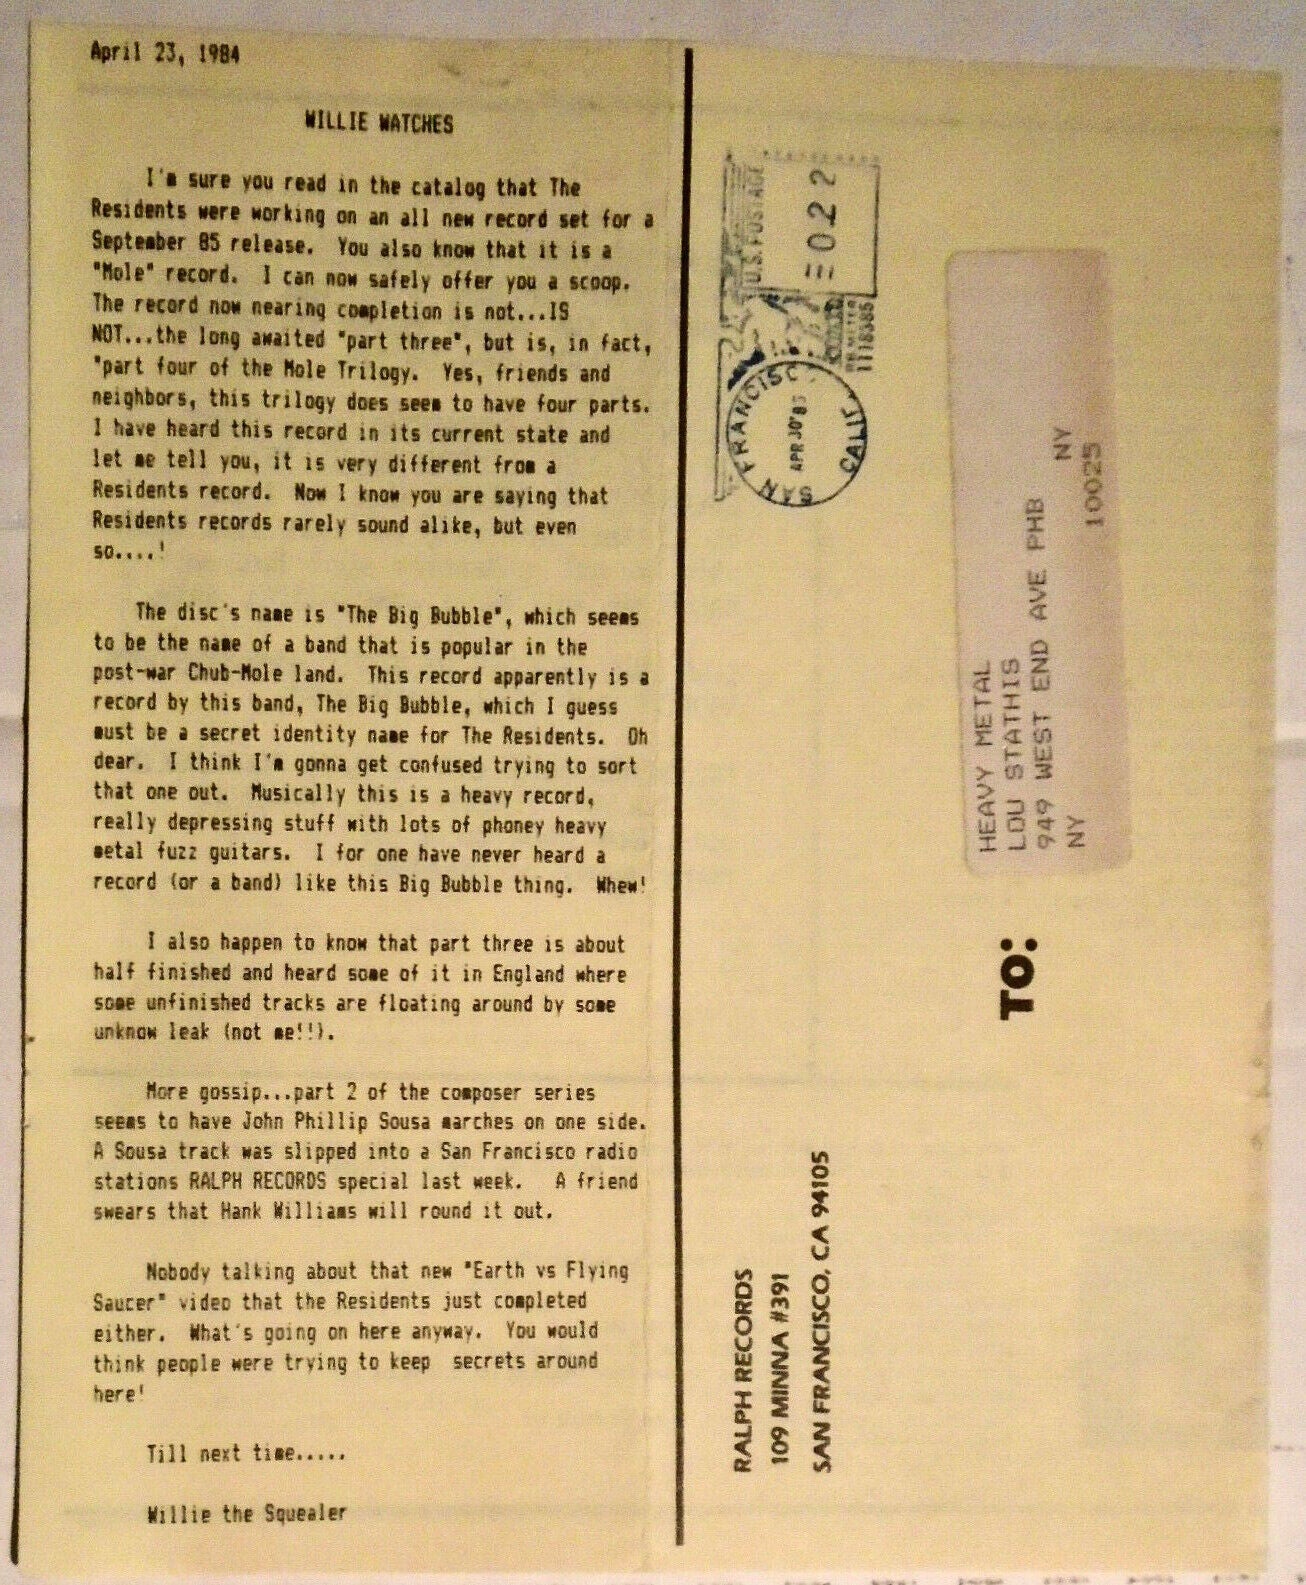 April 23, 1984
WILLIE WATCHES
I'm sure you read in the catalog that The
Residents were working on an all new record set for a
September 85 release. You also know that it is a
"Mole" record. I can now safely offer you a scoop.
The record now nearing completion is not...IS
NOT...the long awaited "part three", but is, in fact,
"part four of the Mole Trilogy. Yes, friends and
neighbors, this trilogy does seem to have four parts.
I have heard this record in its current state and
let me tell you, it is very different from a
Residents record. Now I know you are saying that
Residents records rarely sound alike, but even
so....!
The disc's name is "The Big Bubble", which seems
to be the name of a band that is popular in the
post-war Chub-Mole land. This record apparently is a
record by this band, The Big Bubble, which I guess
must be a secret identity name for The Residents. Oh
dear. I think I'm gonna get confused trying to sort
that one out. Musically this is a heavy record,
really depressing stuff with lots of phoney heavy
metal fuzz guitars. I for one have never heard a
record (or a band) like this Big Bubble thing. Whew!
I also happen to know that part three is about
half finished and heard some of it in England where
some unfinished tracks are floating around by some
unknow leak (not me!!).
More gossip...part 2 of the composer series
seems to have John Phillip Sousa marches on one side.
A Sousa track was slipped into a San Francisco radio
stations RALPH RECORDS special last week. A friend
swears that Hank Williams will round it out.
Nobody talking about that new "Earth vs Flying
Saucer" video that the Residents just completed
either. What's going on here anyway. You would
think people were trying to keep secrets around
here!
Till next time.....
Willie the Squealer
RALPH RECORDS
109 MINNA #391
SAN FRANCISCO, CA 94105
U.S. POSTAGE
022
SAN FRANCISCO CALIF
APR 30'85
TO:
HEAVY METAL
LOU STATHIS
949 WEST END AVE PHB
NY NY
10025